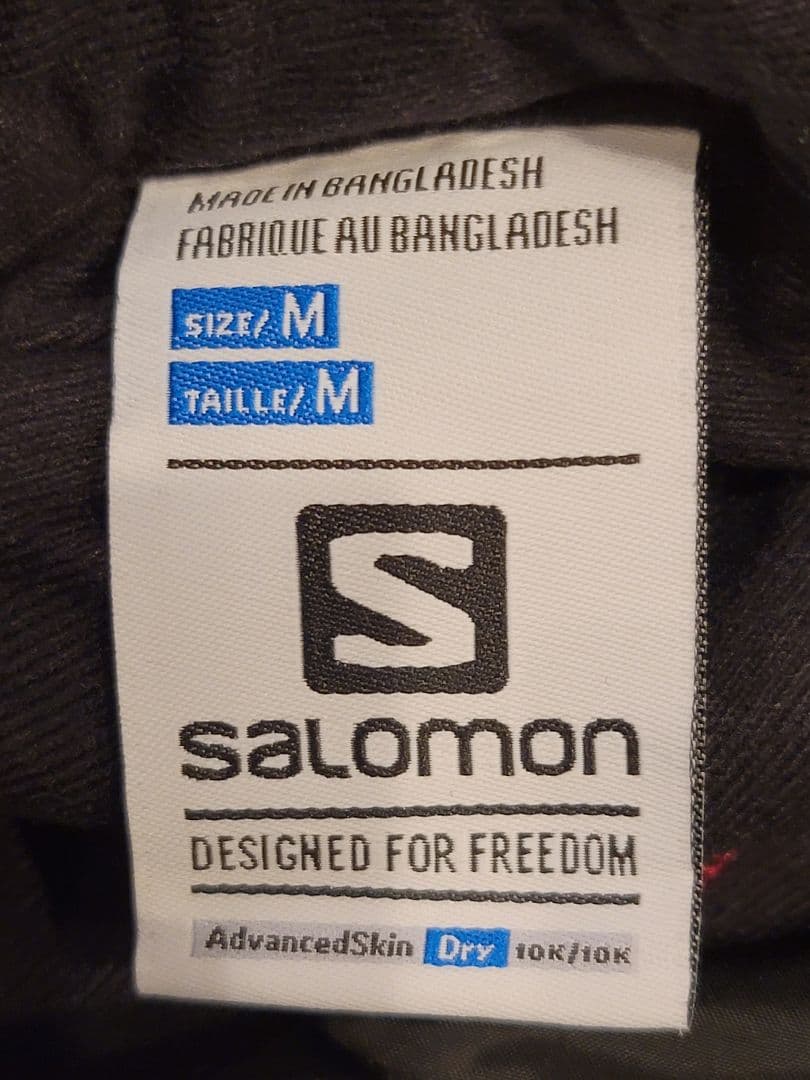 MADE IN BANGLADESH
FABRIQUE AU BANGLADESH
SIZE/ M
TAILLE/ M
S
salomon
DESIGNED FOR FREEDOM
AdvancedSkin Dry 10K/10K